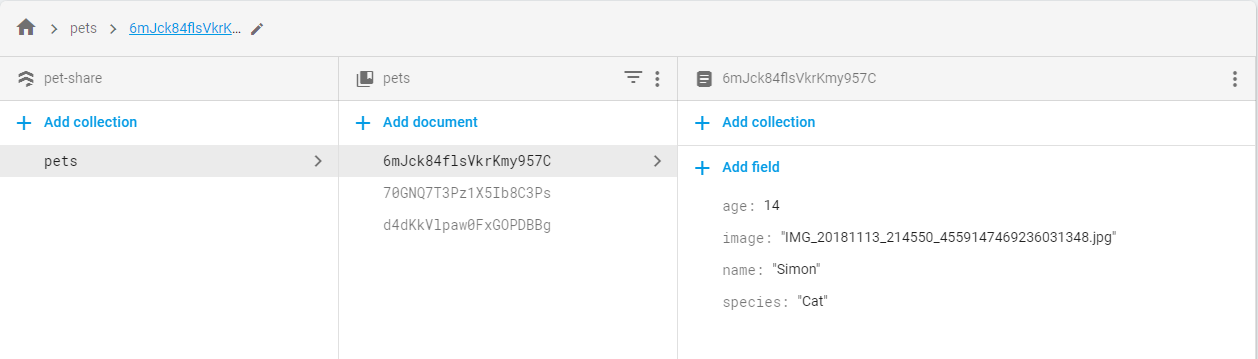 pets 6mJck84flsVkrK...
pet-share
pets
6mJck84flsVkrKmy957C
Add collection
Add document
Add collection
pets
6mJck84flsVkrKmy957C
70GNQ7T3Pz1X5Ib8C3Ps
d4dKkVlpaw0FxGOPDBBg
Add field
age: 14
image: "IMG_20181113_214550_4559147469236031348.jpg"
name: "Simon"
species: "Cat"